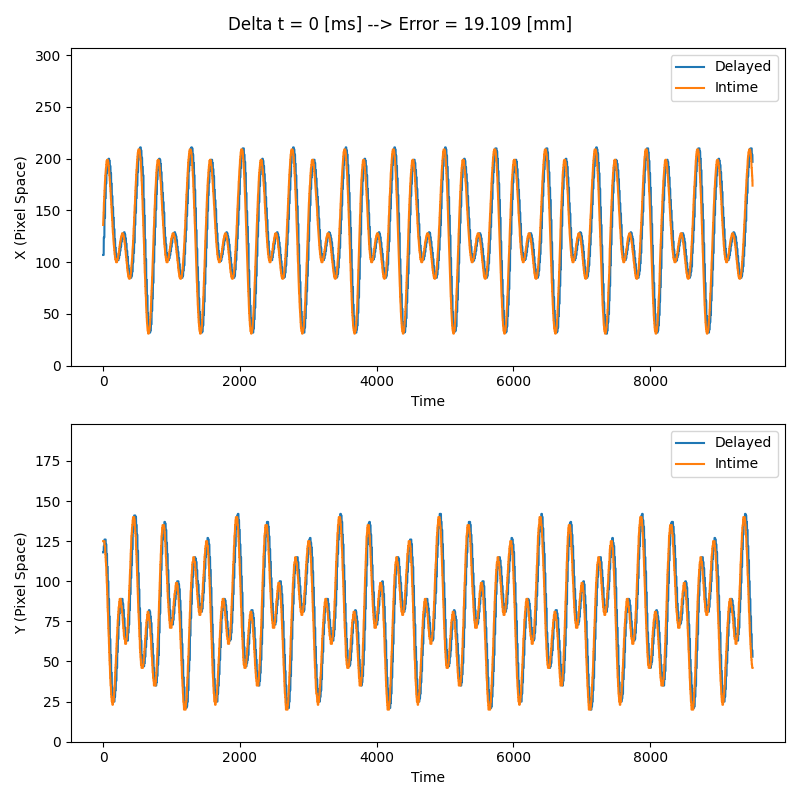 Delta t = 0 [ms] --> Error = 19.109 [mm]
300
250
200
150
100
50
0
X (Pixel Space)
Delayed
Intime
0
2000
4000
6000
8000
Time
175
150
125
100
75
50
25
0
Y (Pixel Space)
Delayed
Intime
0
2000
4000
6000
8000
Time